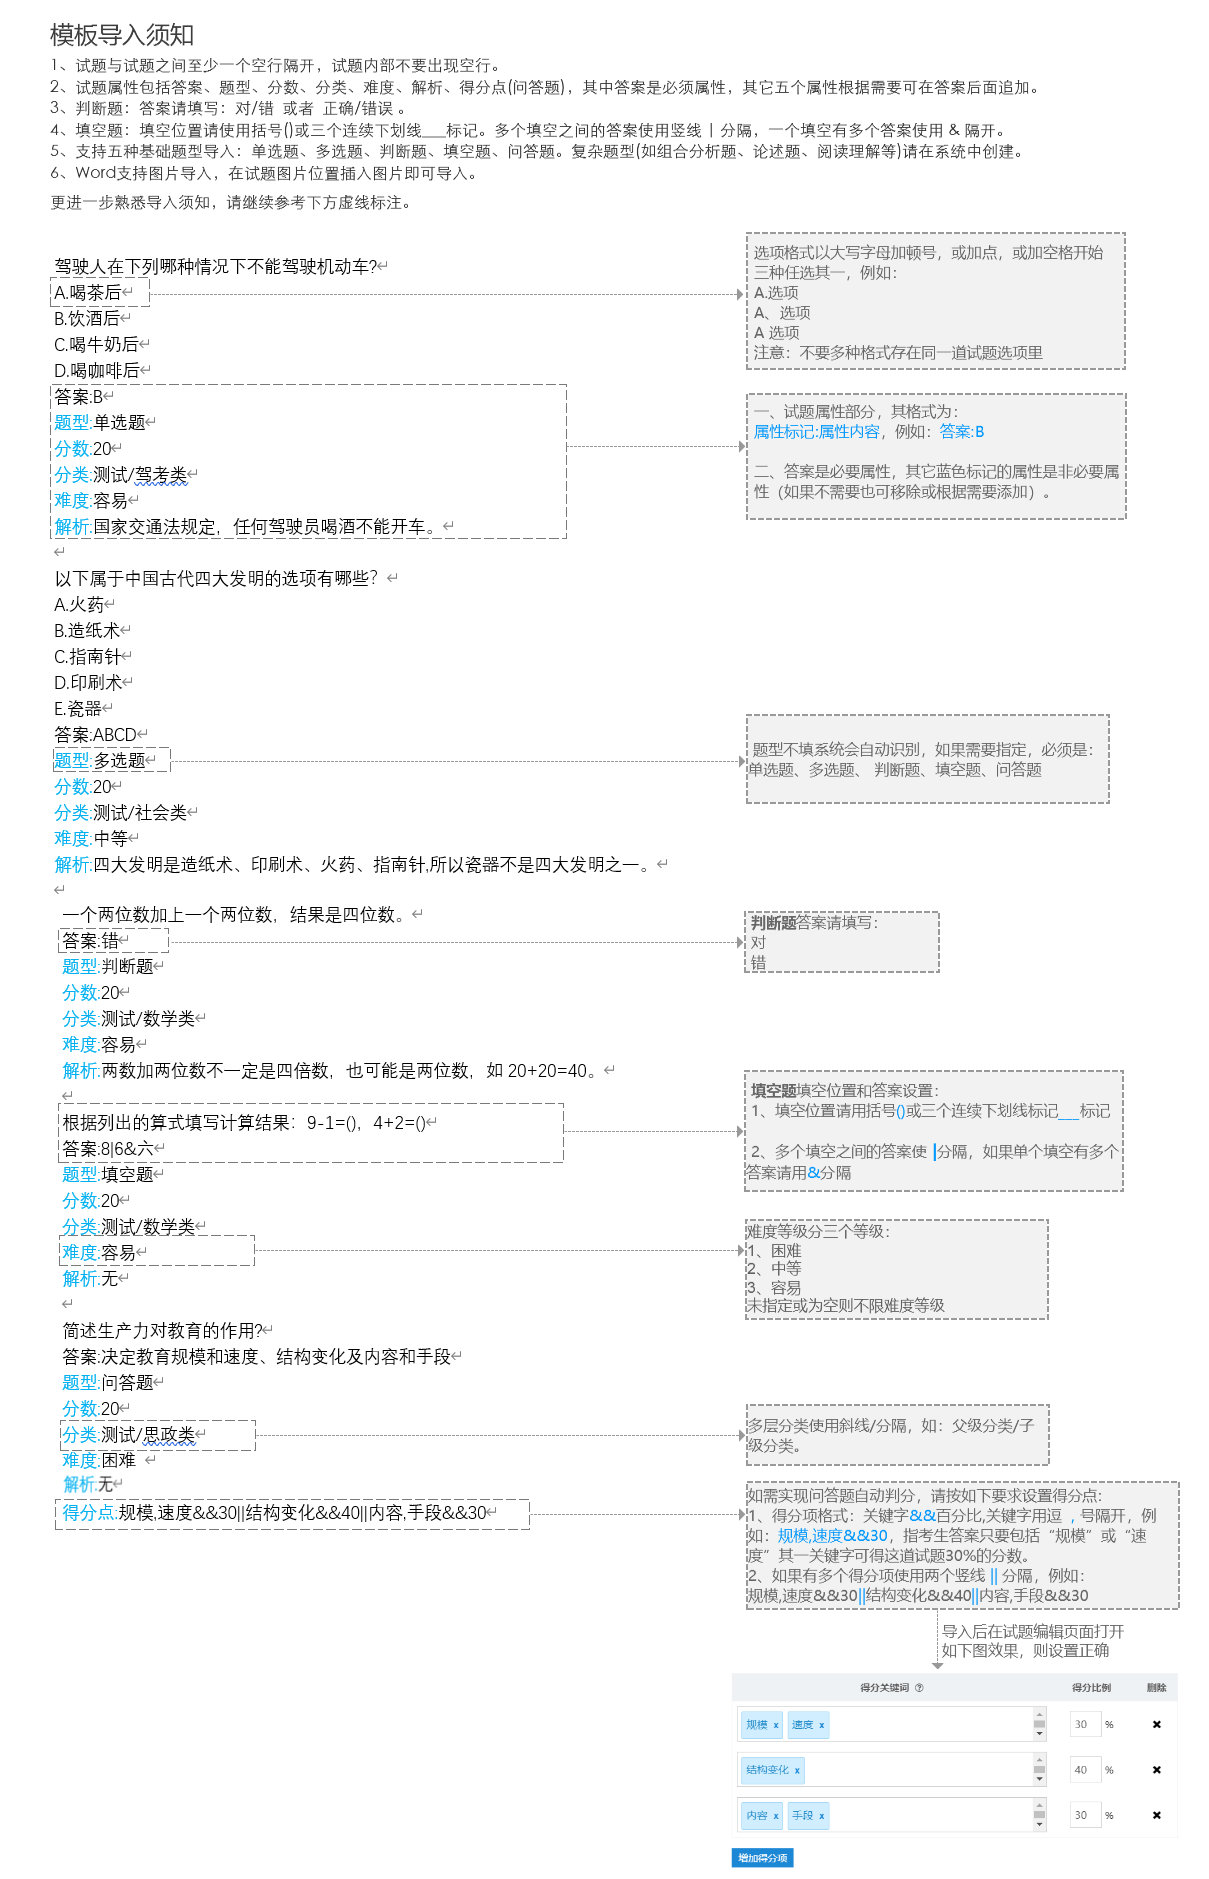 模板导入须知
1、试题与试题之间至少一个空行隔开，试题内部不要出现空行。
2、试题属性包括答案、题型、分数、分类、难度、解析、得分点(问答题)，其中答案是必须属性，其它五个属性根据需要可在答案后面追加。
3、判断题：答案请填写：对/错 或者 正确/错误 。
4、填空题：填空位置请使用括号()或三个连续下划线___标记。多个填空之间的答案使用竖线 | 分隔，一个填空有多个答案使用 & 隔开。
5、支持五种基础题型导入：单选题、多选题、判断题、填空题、问答题。复杂题型(如组合分析题、论述题、阅读理解等)请在系统中创建。
6、Word支持图片导入，在试题图片位置插入图片即可导入。
更进一步熟悉导入须知，请继续参考下方虚线标注。
驾驶人在下列哪种情况下不能驾驶机动车?↵
A.喝茶后↵
B.饮酒后↵
C.喝牛奶后↵
D.喝咖啡后↵
答案:B↵
题型:单选题↵
分数:20↵
分类:测试/驾考类↵
难度:容易↵
解析:国家交通法规定，任何驾驶员喝酒不能开车。↵
↵
选项格式以大写字母加顿号，或加点，或加空格开始
三种任选其一，例如：
A.选项
A、选项
A 选项
注意：不要多种格式存在同一道试题选项里
一、试题属性部分，其格式为：
属性标记:属性内容，例如：答案:B
二、答案是必要属性，其它蓝色标记的属性是非必要属
性（如果不需要也可移除或根据需要添加）。
以下属于中国古代四大发明的选项有哪些？↵
A.火药↵
B.造纸术↵
C.指南针↵
D.印刷术↵
E.瓷器↵
答案:ABCD↵
题型:多选题↵
分数:20↵
分类:测试/社会类↵
难度:中等↵
解析:四大发明是造纸术、印刷术、火药、指南针,所以瓷器不是四大发明之一。↵
↵
题型不填系统会自动识别，如果需要指定，必须是：
单选题、多选题、 判断题、填空题、问答题
一个两位数加上一个两位数，结果是四位数。↵
答案:错↵
题型:判断题↵
分数:20↵
分类:测试/数学类↵
难度:容易↵
解析:两数加两位数不一定是四倍数，也可能是两位数，如 20+20=40。↵
↵
判断题答案请填写：
对
错
根据列出的算式填写计算结果：9-1=()，4+2=()↵
答案:8|6&六
题型:填空题
分数:20↵
分类:测试/数学类↵
难度:容易↵
解析:无↵
↵
填空题填空位置和答案设置：
1、填空位置请用括号()或三个连续下划线标记___标记
2、多个填空之间的答案使 |分隔，如果单个填空有多个
答案请用&分隔
难度等级分三个等级：
1、困难
2、中等
3、容易
未指定或为空则不限难度等级
简述生产力对教育的作用?↵
答案:决定教育规模和速度、结构变化及内容和手段↵
题型:问答题↵
分数:20↵
分类:测试/思政类↵
难度:困难 ↵
解析:无↵
得分点:规模,速度&&30||结构变化&&40||内容,手段&&30↵
多层分类使用斜线/分隔，如：父级分类/子
级分类。
如需实现问答题自动判分，请按如下要求设置得分点：
1、得分项格式：关键字&&百分比,关键字用逗 , 号隔开，例
如：规模,速度&&30，指考生答案只要包括“规模”或“速
度”其一关键字可得这道试题30%的分数。
2、如果有多个得分项使用两个竖线 || 分隔，例如：
规模,速度&&30||结构变化&&40||内容,手段&&30
导入后在试题编辑页面打开
如下图效果，则设置正确
得分关键词 ? 得分比例 删除
规模 x 速度 x 30 % ✖
结构变化 x 40 % ✖
内容 x 手段 x 30 % ✖
增加得分项